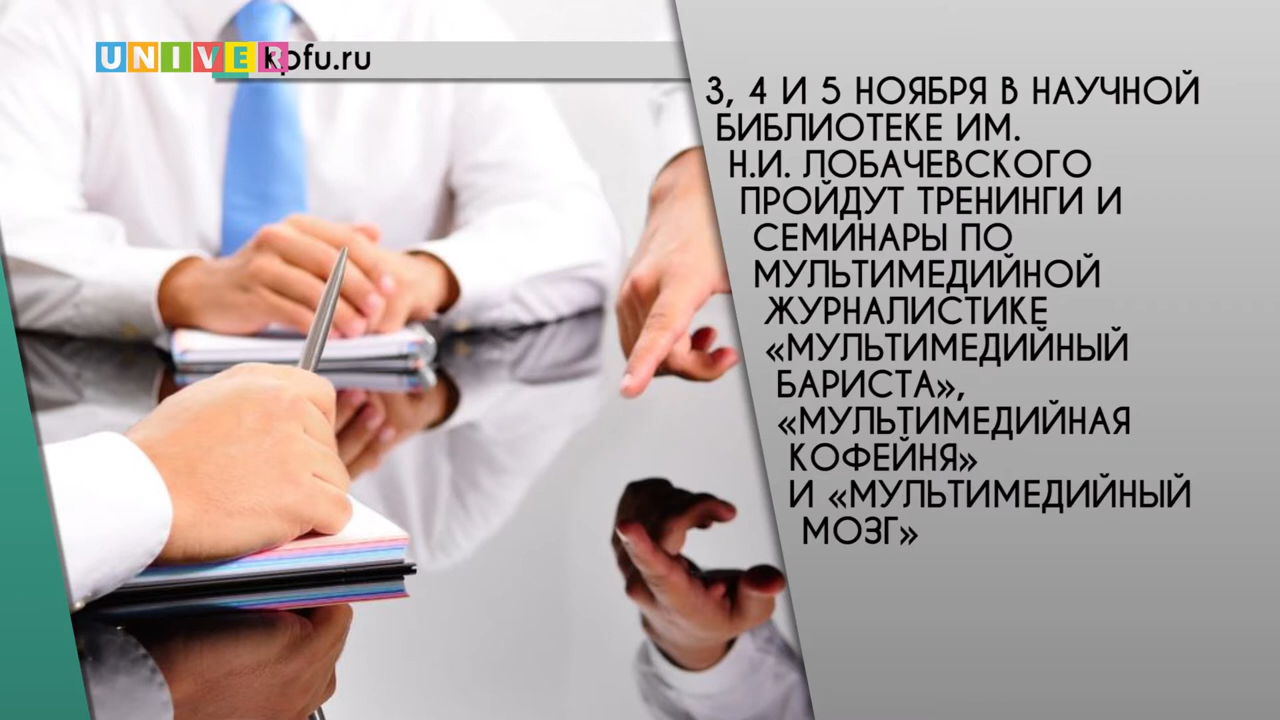 UNIVER
kpfu.ru
3, 4 И 5 НОЯБРЯ В НАУЧНОЙ
БИБЛИОТЕКЕ ИМ.
Н.И. ЛОБАЧЕВСКОГО
ПРОЙДУТ ТРЕНИНГИ И
СЕМИНАРЫ ПО
МУЛЬТИМЕДИЙНОЙ
ЖУРНАЛИСТИКЕ
«МУЛЬТИМЕДИЙНЫЙ
БАРИСТА»,
«МУЛЬТИМЕДИЙНАЯ
КОФЕЙНЯ»
И «МУЛЬТИМЕДИЙНЫЙ
МОЗГ»